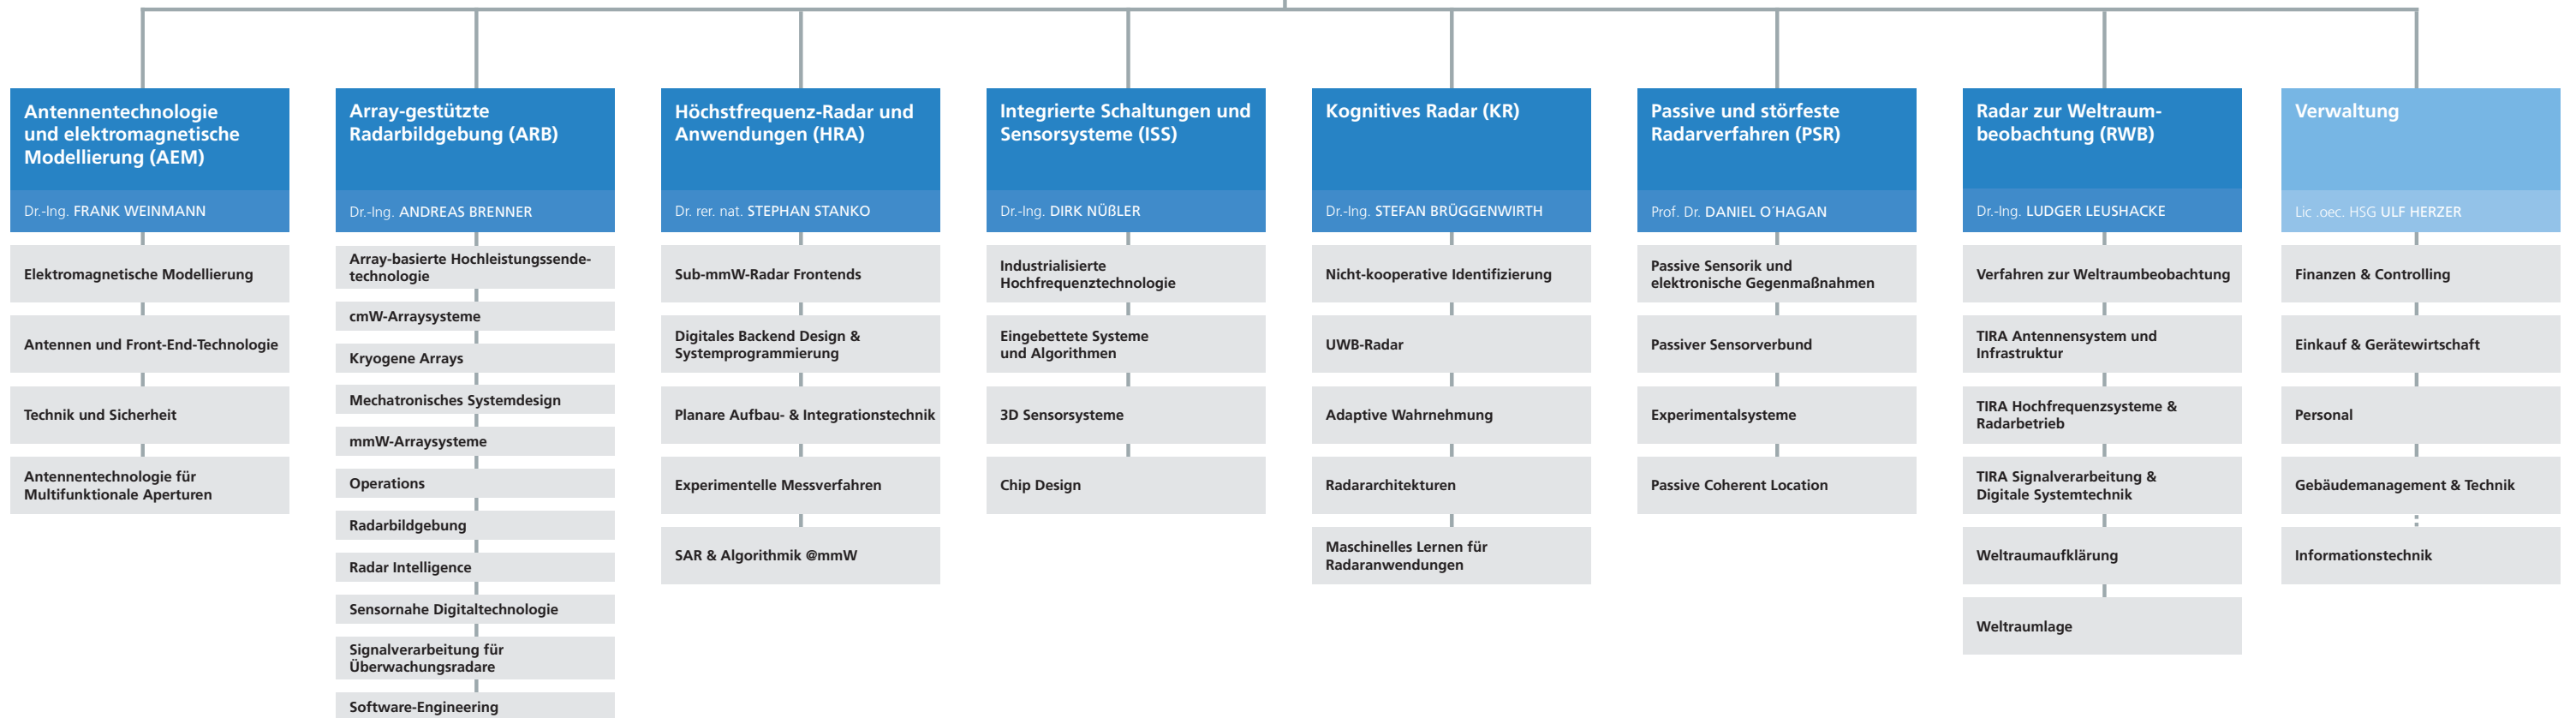 Antennentechnologie
und elektromagnetische
Modellierung (AEM)
Dr.-Ing. FRANK WEINMANN
Elektromagnetische Modellierung
Antennen und Front-End-Technologie
Technik und Sicherheit
Antennentechnologie für
Multifunktionale Aperturen
Array-gestützte
Radarbildgebung (ARB)
Dr.-Ing. ANDREAS BRENNER
Array-basierte Hochleistungssende-
technologie
cmW-Arraysysteme
Kryogene Arrays
Mechatronisches Systemdesign
mmW-Arraysysteme
Operations
Radarbildgebung
Radar Intelligence
Sensornahe Digitaltechnologie
Signalverarbeitung für
Überwachungsradare
Software-Engineering
Höchstfrequenz-Radar und
Anwendungen (HRA)
Dr. rer. nat. STEPHAN STANKO
Sub-mmW-Radar Frontends
Digitales Backend Design &
Systemprogrammierung
Planare Aufbau- & Integrationstechnik
Experimentelle Messverfahren
SAR & Algorithmik @mmW
Integrierte Schaltungen und
Sensorsysteme (ISS)
Dr.-Ing. DIRK NÜßLER
Industrialisierte
Hochfrequenztechnologie
Eingebettete Systeme
und Algorithmen
3D Sensorsysteme
Chip Design
Kognitives Radar (KR)
Dr.-Ing. STEFAN BRÜGGENWIRTH
Nicht-kooperative Identifizierung
UWB-Radar
Adaptive Wahrnehmung
Radararchitekturen
Maschinelles Lernen für
Radaranwendungen
Passive und störfeste
Radarverfahren (PSR)
Prof. Dr. DANIEL O´HAGAN
Passive Sensorik und
elektronische Gegenmaßnahmen
Passiver Sensorverbund
Experimentalsysteme
Passive Coherent Location
Radar zur Weltraum-
beobachtung (RWB)
Dr.-Ing. LUDGER LEUSHACKE
Verfahren zur Weltraumbeobachtung
TIRA Antennensystem und
Infrastruktur
TIRA Hochfrequenzsysteme &
Radarbetrieb
TIRA Signalverarbeitung &
Digitale Systemtechnik
Weltraumaufklärung
Weltraumlage
Verwaltung
Lic .oec. HSG ULF HERZER
Finanzen & Controlling
Einkauf & Gerätewirtschaft
Personal
Gebäudemanagement & Technik
Informationstechnik